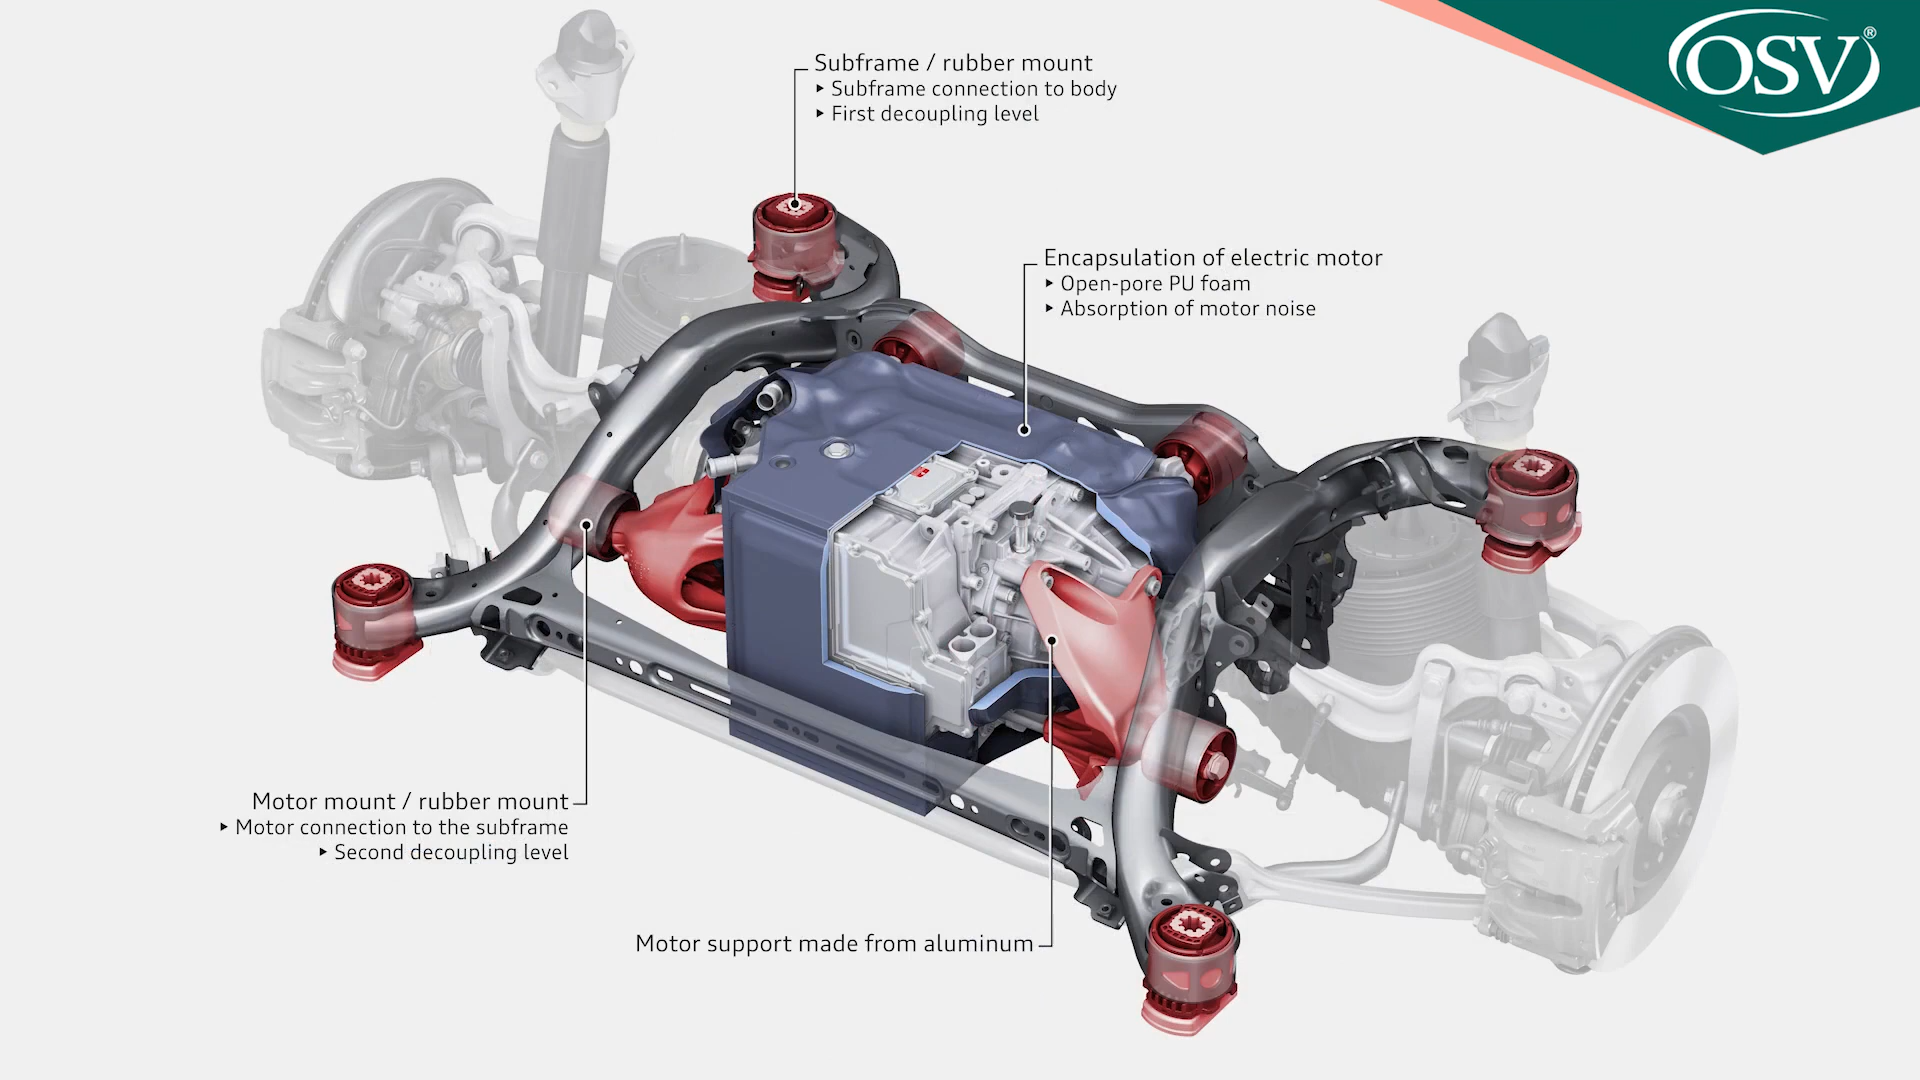 Subframe / rubber mount
‣ Subframe connection to body
‣ First decoupling level
OSV®
Encapsulation of electric motor
‣ Open-pore PU foam
‣ Absorption of motor noise
Motor mount / rubber mount
‣ Motor connection to the subframe
‣ Second decoupling level
Motor support made from aluminum